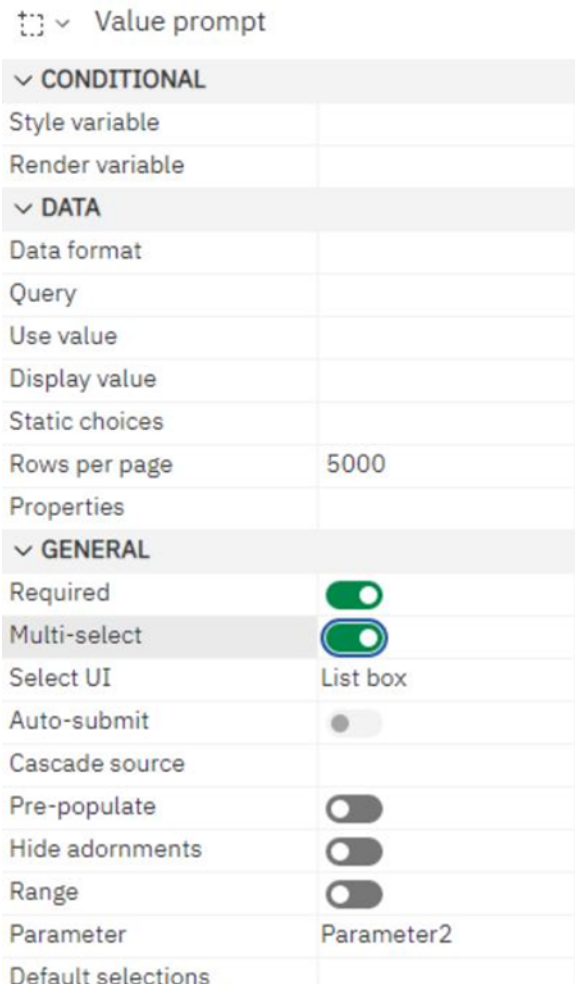 Value prompt
CONDITIONAL
Style variable
Render variable
DATA
Data format
Query
Use value
Display value
Static choices
Rows per page 5000
Properties
GENERAL
Required
Multi-select
Select UI List box
Auto-submit
Cascade source
Pre-populate
Hide adornments
Range
Parameter Parameter2
Default selections